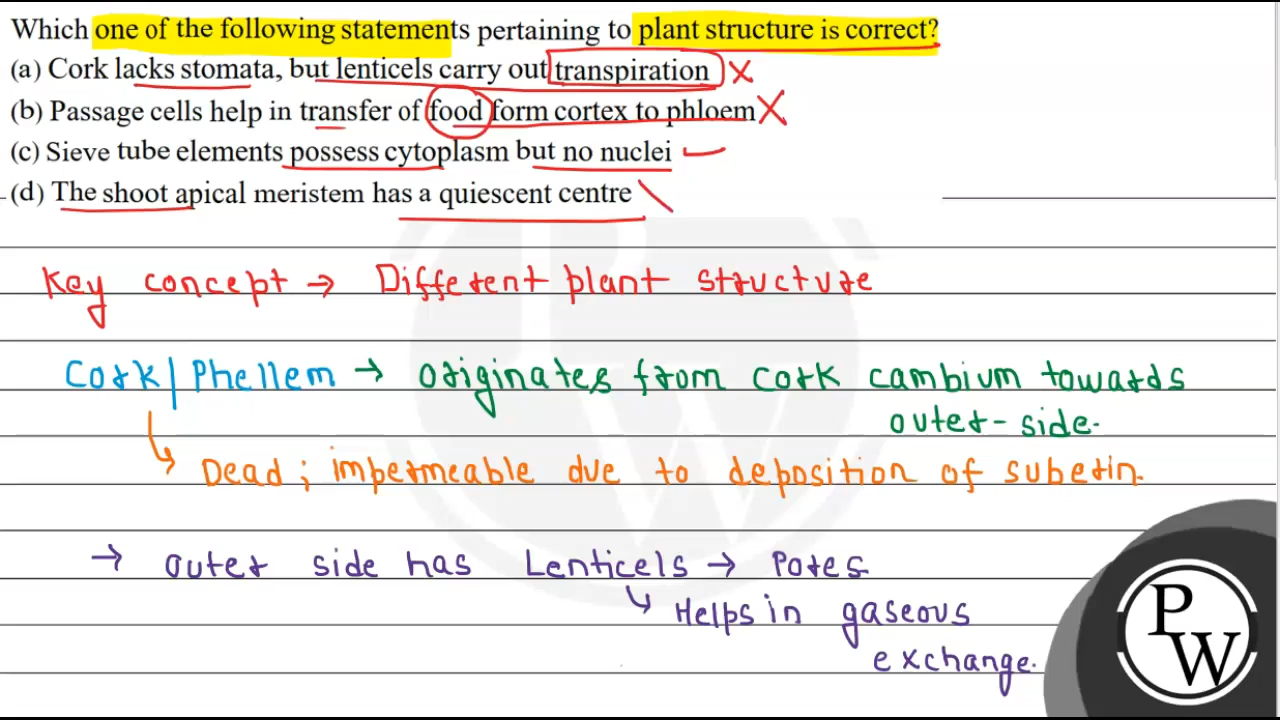 Which one of the following statements pertaining to plant structure is correct?
(a) Cork lacks stomata, but lenticels carry out transpiration
(b) Passage cells help in transfer of food form cortex to phloem
(c) Sieve tube elements possess cytoplasm but no nuclei
(d) The shoot apical meristem has a quiescent centre
Key concept → Different plant structure
Cork/Phellem → Originates from cork cambium towards
outer-side.
Dead; impermeable due to deposition of suberin.
→ Outer side has Lenticels → Pores.
Helps in gaseous
exchange.
PW